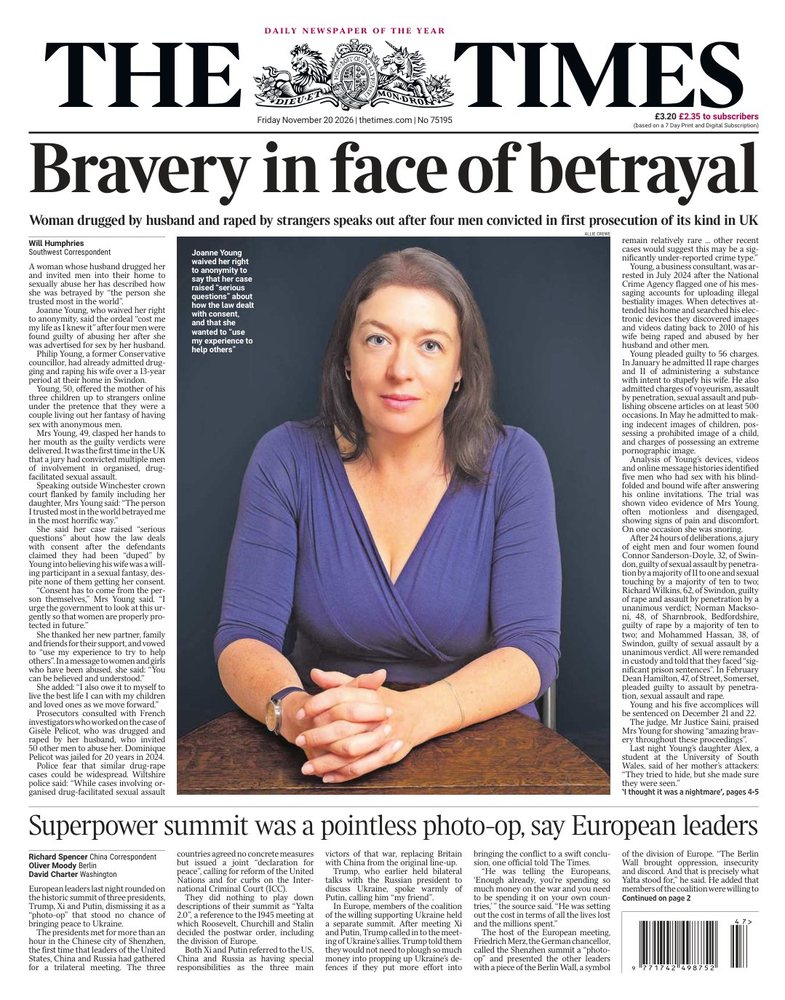 DAILY NEWSPAPER OF THE YEAR
THE TIMES
DIEU ET MON DROIT
Friday November 20 2026 | thetimes.com | No 75195
£3.20 £2.35 to subscribers
(based on a 7 Day Print and Digital Subscription)
Bravery in face of betrayal
Woman drugged by husband and raped by strangers speaks out after four men convicted in first prosecution of its kind in UK
Will Humphries
Southwest Correspondent
A woman whose husband drugged her
and invited men into their home to
sexually abuse her has described how
she was betrayed by “the person she
trusted most in the world”.
Joanne Young, who waived her right
to anonymity, said the ordeal “cost me
my life as I knew it” after four men were
found guilty of abusing her after she
was advertised for sex by her husband.
Philip Young, a former Conservative
councillor, had already admitted drug-
ging and raping his wife over a 13-year
period at their home in Swindon.
Young, 50, offered the mother of his
three children up to strangers online
under the pretence that they were a
couple living out her fantasy of having
sex with anonymous men.
Mrs Young, 49, clasped her hands to
her mouth as the guilty verdicts were
delivered. It was the first time in the UK
that a jury had convicted multiple men
of involvement in organised, drug-
facilitated sexual assault.
Speaking outside Winchester crown
court flanked by family including her
daughter, Mrs Young said: “The person
I trusted most in the world betrayed me
in the most horrific way.”
She said her case raised “serious
questions” about how the law deals
with consent after the defendants
claimed they had been “duped” by
Young into believing his wife was a will-
ing participant in a sexual fantasy, des-
pite none of them getting her consent.
“Consent has to come from the per-
son themselves,” Mrs Young said. “I
urge the government to look at this ur-
gently so that women are properly pro-
tected in future.”
She thanked her new partner, family
and friends for their support, and vowed
to “use my experience to try to help
others”. In a message to women and girls
who have been abused, she said: “You
can be believed and understood.”
She added: “I also owe it to myself to
live the best life I can with my children
and loved ones as we move forward.”
Prosecutors consulted with French
investigators who worked on the case of
Gisèle Pelicot, who was drugged and
raped by her husband, who invited
50 other men to abuse her. Dominique
Pelicot was jailed for 20 years in 2024.
Police fear that similar drug-rape
cases could be widespread. Wiltshire
police said: “While cases involving or-
ganised drug-facilitated sexual assault
ALLIE CREWE
Joanne Young
waived her right
to anonymity to
say that her case
raised “serious
questions” about
how the law dealt
with consent,
and that she
wanted to “use
my experience to
help others”
remain relatively rare ... other recent
cases would suggest this may be a sig-
nificantly under-reported crime type.”
Young, a business consultant, was ar-
rested in July 2024 after the National
Crime Agency flagged one of his mes-
saging accounts for uploading illegal
bestiality images. When detectives at-
tended his home and searched his elec-
tronic devices they discovered images
and videos dating back to 2010 of his
wife being raped and abused by her
husband and other men.
Young pleaded guilty to 56 charges.
In January he admitted 11 rape charges
and 11 of administering a substance
with intent to stupefy his wife. He also
admitted charges of voyeurism, assault
by penetration, sexual assault and pub-
lishing obscene articles on at least 500
occasions. In May he admitted to mak-
ing indecent images of children, pos-
sessing a prohibited image of a child,
and charges of possessing an extreme
pornographic image.
Analysis of Young’s devices, videos
and online message histories identified
five men who had sex with his blind-
folded and bound wife after answering
his online invitations. The trial was
shown video evidence of Mrs Young,
often motionless and disengaged,
showing signs of pain and discomfort.
On one occasion she was snoring.
After 24 hours of deliberations, a jury
of eight men and four women found
Connor Sanderson-Doyle, 32, of Swin-
don, guilty of sexual assault by penetra-
tion by a majority of 11 to one and sexual
touching by a majority of ten to two;
Richard Wilkins, 62, of Swindon, guilty
of rape and assault by penetration by a
unanimous verdict; Norman Mackso-
ni, 48, of Sharnbrook, Bedfordshire,
guilty of rape by a majority of ten to
two; and Mohammed Hassan, 38, of
Swindon, guilty of sexual assault by a
unanimous verdict. All were remanded
in custody and told that they faced “sig-
nificant prison sentences”. In February
Dean Hamilton, 47, of Street, Somerset,
pleaded guilty to assault by penetra-
tion, sexual assault and rape.
Young and his five accomplices will
be sentenced on December 21 and 22.
The judge, Mr Justice Saini, praised
Mrs Young for showing “amazing brav-
ery throughout these proceedings”.
Last night Young’s daughter Alex, a
student at the University of South
Wales, said of her mother’s attackers:
“They tried to hide, but she made sure
they were seen.”
‘I thought it was a nightmare’, pages 4-5
Superpower summit was a pointless photo-op, say European leaders
Richard Spencer China Correspondent
Oliver Moody Berlin
David Charter Washington
European leaders last night rounded on
the historic summit of three presidents,
Trump, Xi and Putin, dismissing it as a
“photo-op” that stood no chance of
bringing peace to Ukraine.
The presidents met for more than an
hour in the Chinese city of Shenzhen,
the first time that leaders of the United
States, China and Russia had gathered
for a trilateral meeting. The three
countries agreed no concrete measures
but issued a joint “declaration for
peace”, calling for reform of the United
Nations and for curbs on the Inter-
national Criminal Court (ICC).
They did nothing to play down
descriptions of their summit as “Yalta
2.0”, a reference to the 1945 meeting at
which Roosevelt, Churchill and Stalin
decided the postwar order, including
the division of Europe.
Both Xi and Putin referred to the US,
China and Russia as having special
responsibilities as the three main
victors of that war, replacing Britain
with China from the original line-up.
Trump, who earlier held bilateral
talks with the Russian president to
discuss Ukraine, spoke warmly of
Putin, calling him “my friend”.
In Europe, members of the coalition
of the willing supporting Ukraine held
a separate summit. After meeting Xi
and Putin, Trump called in to the meet-
ing of Ukraine’s allies. Trump told them
they would not need to plough so much
money into propping up Ukraine’s de-
fences if they put more effort into
bringing the conflict to a swift conclu-
sion, one official told The Times.
“He was telling the Europeans,
‘Enough already, you’re spending so
much money on the war and you need
to be spending it on your own coun-
tries,’ ” the source said. “He was setting
out the cost in terms of all the lives lost
and the millions spent.”
The host of the European meeting,
Friedrich Merz, the German chancellor,
called the Shenzhen summit a “photo-
op” and presented the other leaders
with a piece of the Berlin Wall, a symbol
of the division of Europe. “The Berlin
Wall brought oppression, insecurity
and discord. And that is precisely what
Yalta stood for,” he said. He added that
members of the coalition were willing to
Continued on page 2
47>
9 771742 498752